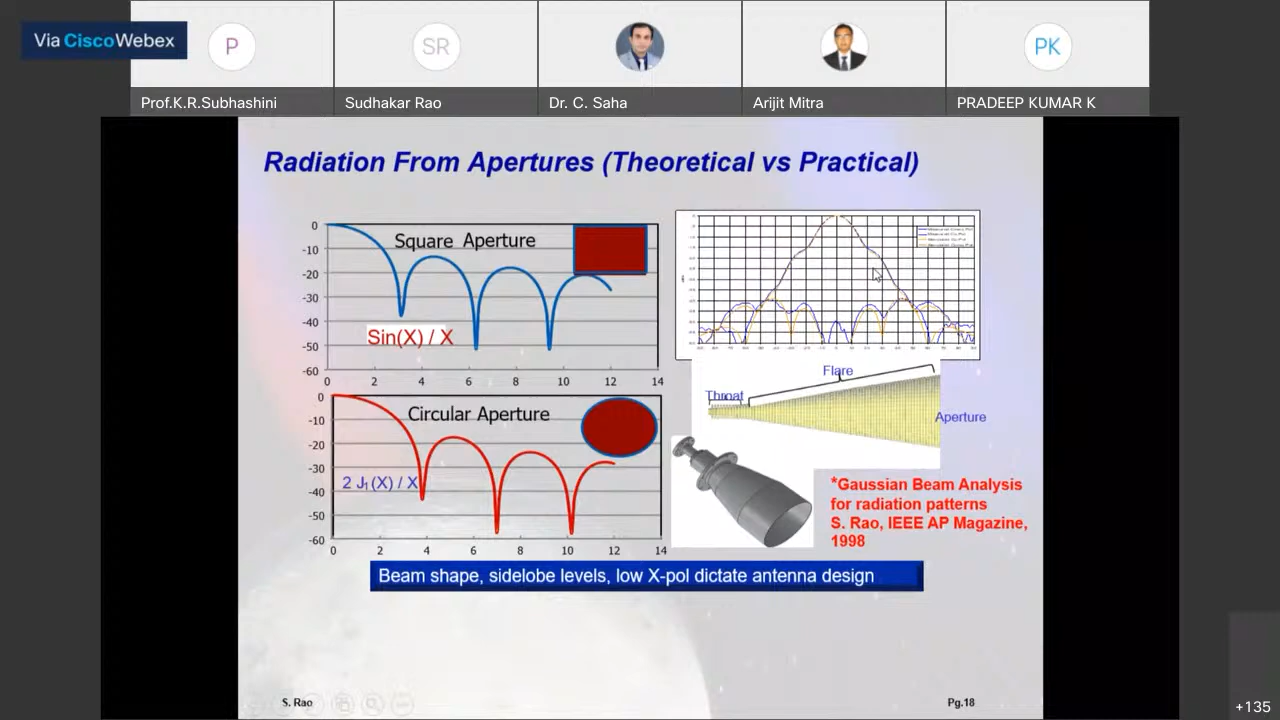 Via Cisco Webex
P
SR
PK
Prof.K.R.Subhashini
Sudhakar Rao
Dr. C. Saha
Arijit Mitra
PRADEEP KUMAR K
Radiation From Apertures (Theoretical vs Practical)
0
-10
-20
-30
-40
-50
-60
Square Aperture
Sin(X) / X
0 2 4 6 8 10 12 14
0
-10
-20
-30
-40
-50
-60
Circular Aperture
2 J1(X) / X
0 2 4 6 8 10 12 14
Flare
Throat
Aperture
*Gaussian Beam Analysis
for radiation patterns
S. Rao, IEEE AP Magazine,
1998
Beam shape, sidelobe levels, low X-pol dictate antenna design
S. Rao
Pg.18
+135